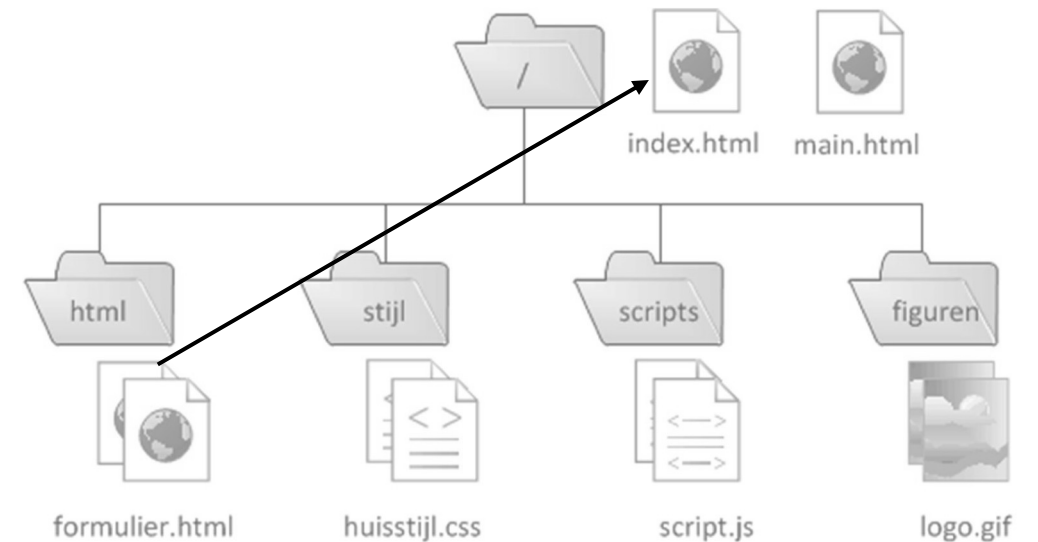 /
index.html
main.html
html
stijl
scripts
figuren
< >
<-->
<-->
formulier.html
huisstijl.css
script.js
logo.gif